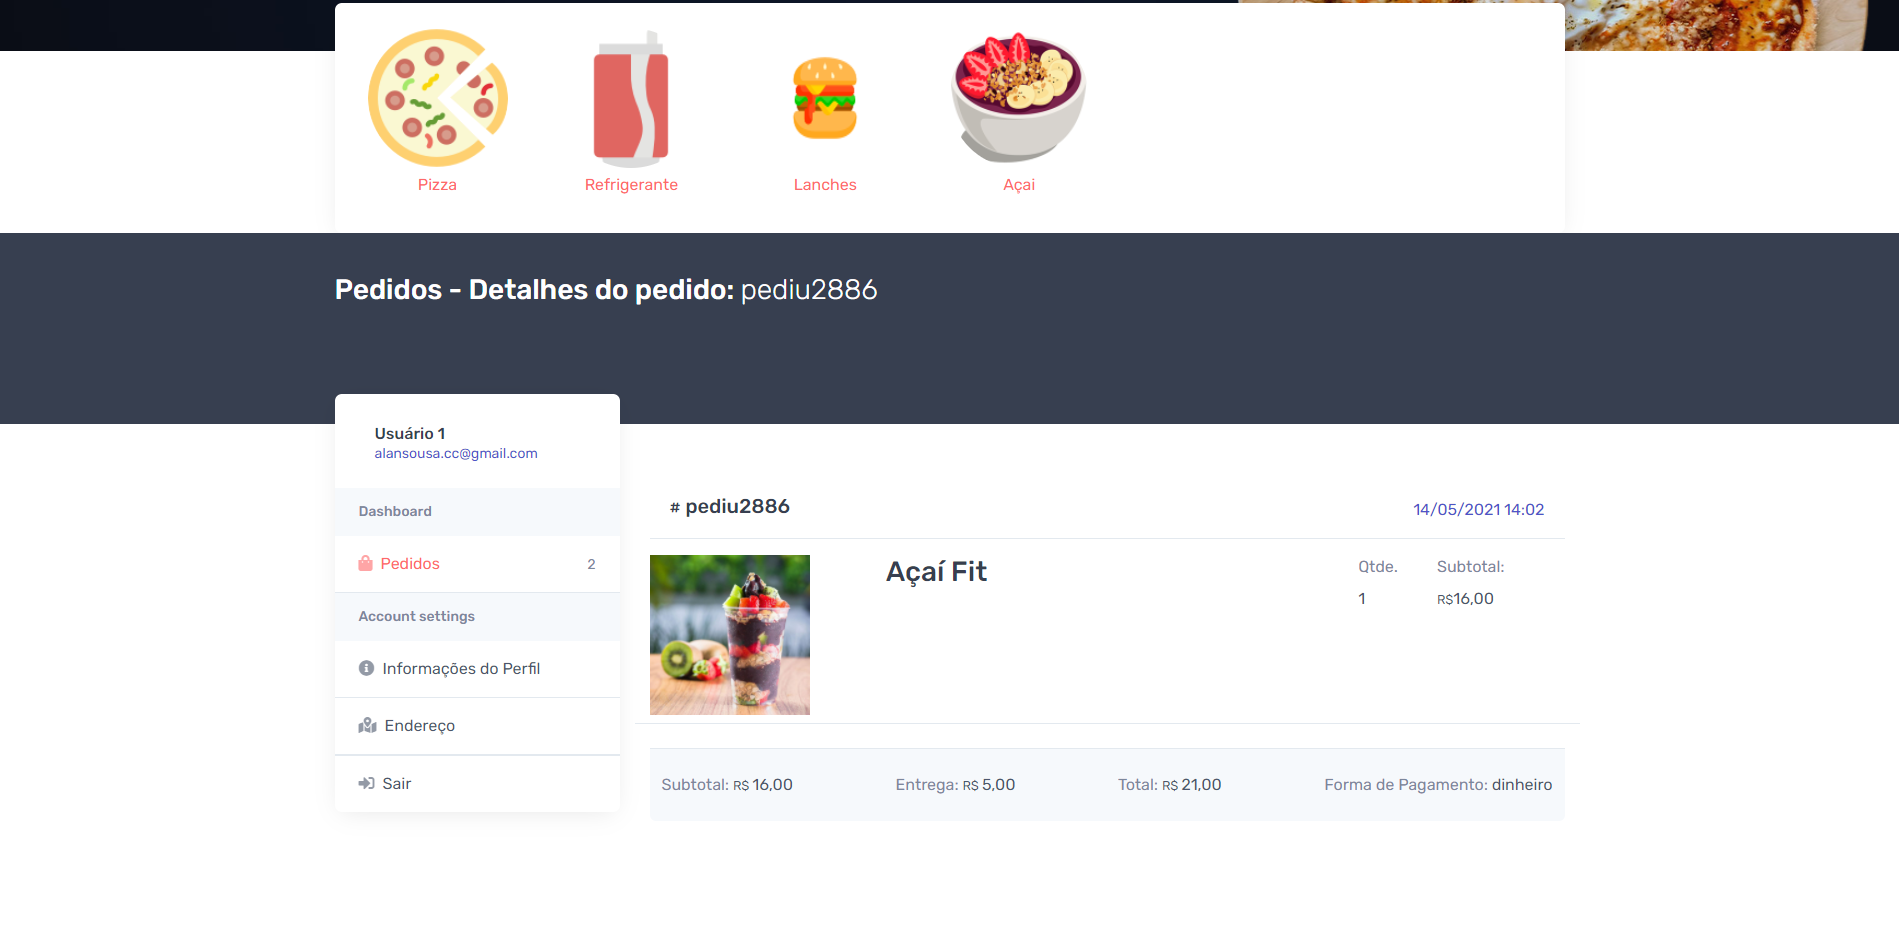 Pizza
Refrigerante
Lanches
Açai
Pedidos - Detalhes do pedido: pediu2886
Usuário 1
alansousa.cc@gmail.com
Dashboard
Pedidos 2
Account settings
Informações do Perfil
Endereço
Sair
# pediu2886
14/05/2021 14:02
Açaí Fit
Qtde.
1
Subtotal:
R$16,00
Subtotal: R$ 16,00
Entrega: R$ 5,00
Total: R$ 21,00
Forma de Pagamento: dinheiro